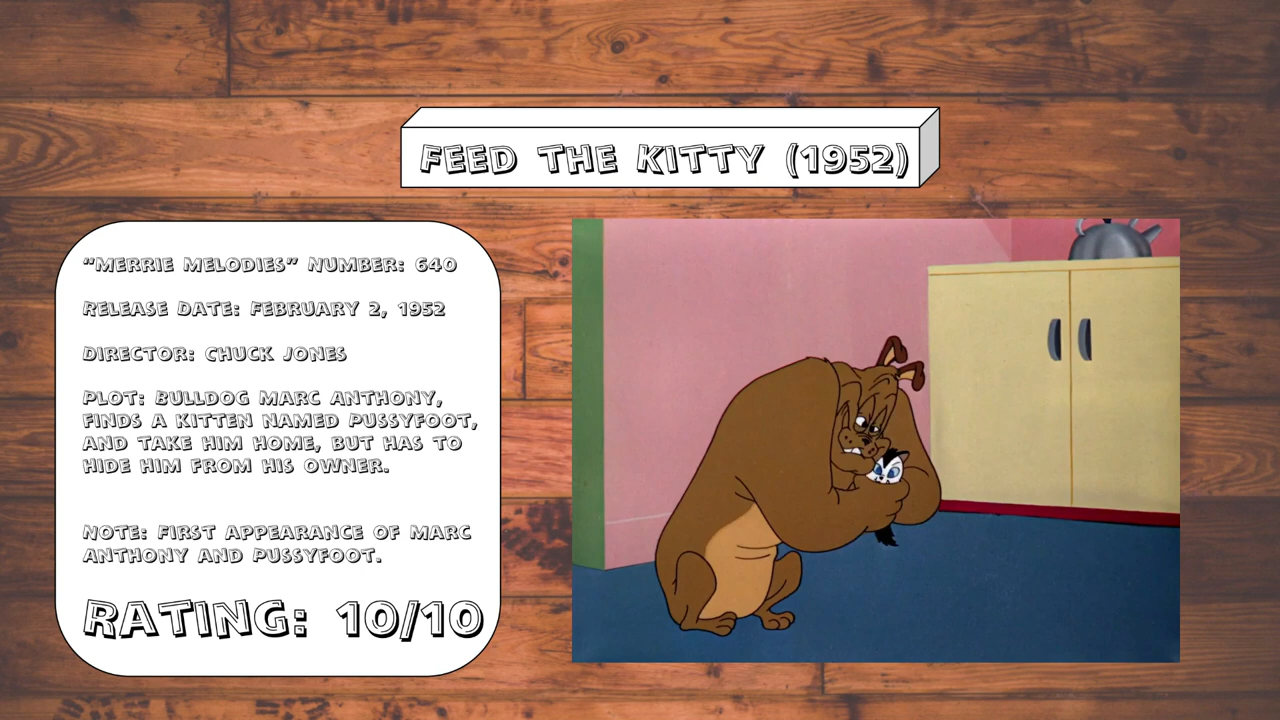 FEED THE KITTY (1952)
"MERRIE MELODIES" NUMBER: 640
RELEASE DATE: FEBRUARY 2, 1952
DIRECTOR: CHUCK JONES
PLOT: BULLDOG MARC ANTHONY,
FINDS A KITTEN NAMED PUSSYFOOT,
AND TAKE HIM HOME, BUT HAS TO
HIDE HIM FROM HIS OWNER.
NOTE: FIRST APPEARANCE OF MARC
ANTHONY AND PUSSYFOOT.
RATING: 10/10